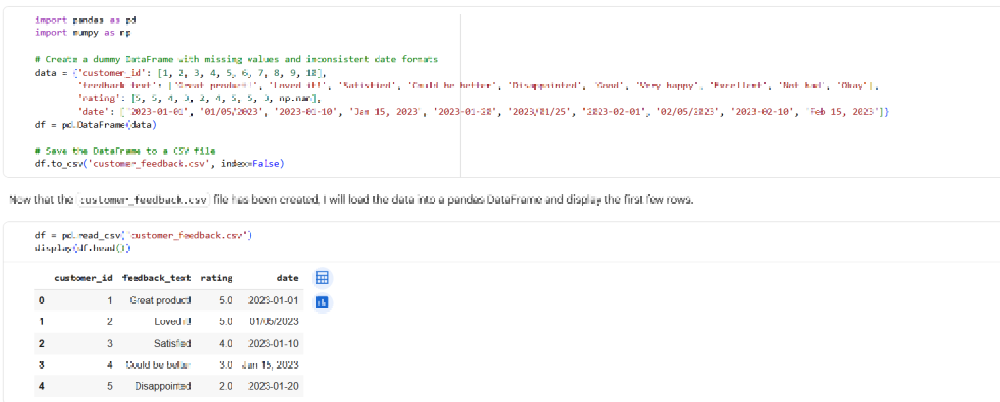 import pandas as pd
import numpy as np
# Create a dummy DataFrame with missing values and inconsistent date formats
data = {'customer_id': [1, 2, 3, 4, 5, 6, 7, 8, 9, 10],
'feedback_text': ['Great product!', 'Loved it!', 'Satisfied', 'Could be better', 'Disappointed', 'Good', 'Very happy', 'Excellent', 'Not bad', 'Okay'],
'rating': [5, 5, 4, 3, 2, 4, 5, 5, 3, np.nan],
'date': ['2023-01-01', '01/05/2023', '2023-01-10', 'Jan 15, 2023', '2023-01-20', '2023/01/25', '2023-02-01', '02/05/2023', '2023-02-10', 'Feb 15, 2023']}
df = pd.DataFrame(data)
# Save the DataFrame to a CSV file
df.to_csv('customer_feedback.csv', index=False)
Now that the customer_feedback.csv file has been created, I will load the data into a pandas DataFrame and display the first few rows.
df = pd.read_csv('customer_feedback.csv')
display(df.head())
customer_id feedback_text rating date
0 1 Great product! 5.0 2023-01-01
1 2 Loved it! 5.0 01/05/2023
2 3 Satisfied 4.0 2023-01-10
3 4 Could be better 3.0 Jan 15, 2023
4 5 Disappointed 2.0 2023-01-20